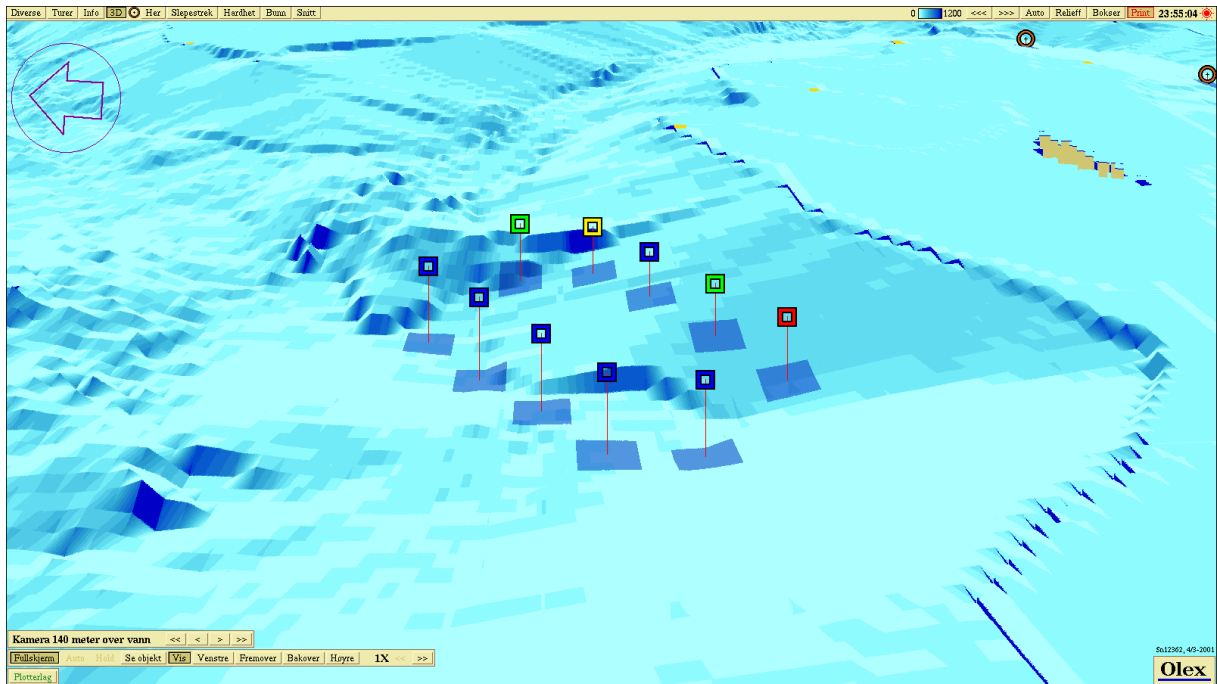 Diverse Turer Info 3D Her Slepestrek Hardhet Bunn Snitt 0 1200 <<< >>> Auto Relieff Bokser Print 23:55:04
Kamera 140 meter over vann << < > >>
Fullskjerm Auto Hold Se objekt Vis Venstre Fremover Bakover Høyre 1X << >>
Sn12362, 4/3-2001
Plotterlag
Olex